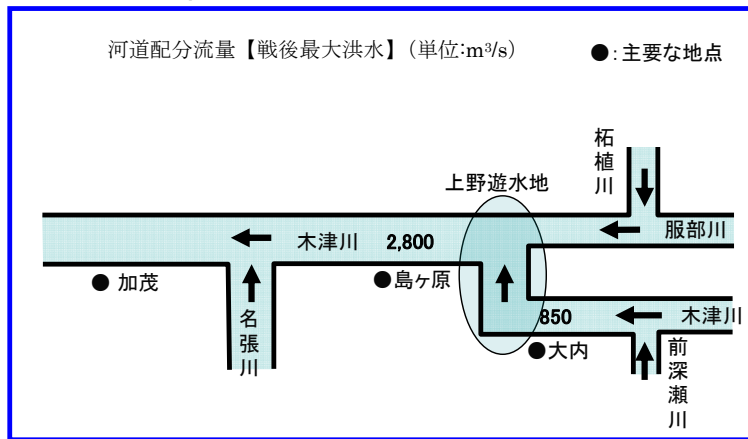 河道配分流量【戦後最大洪水】(単位:m³/s)
●:主要な地点
柘植川
上野遊水地
服部川
木津川
2,800
●加茂
●島ヶ原
名張川
850
木津川
●大内
前深瀬川